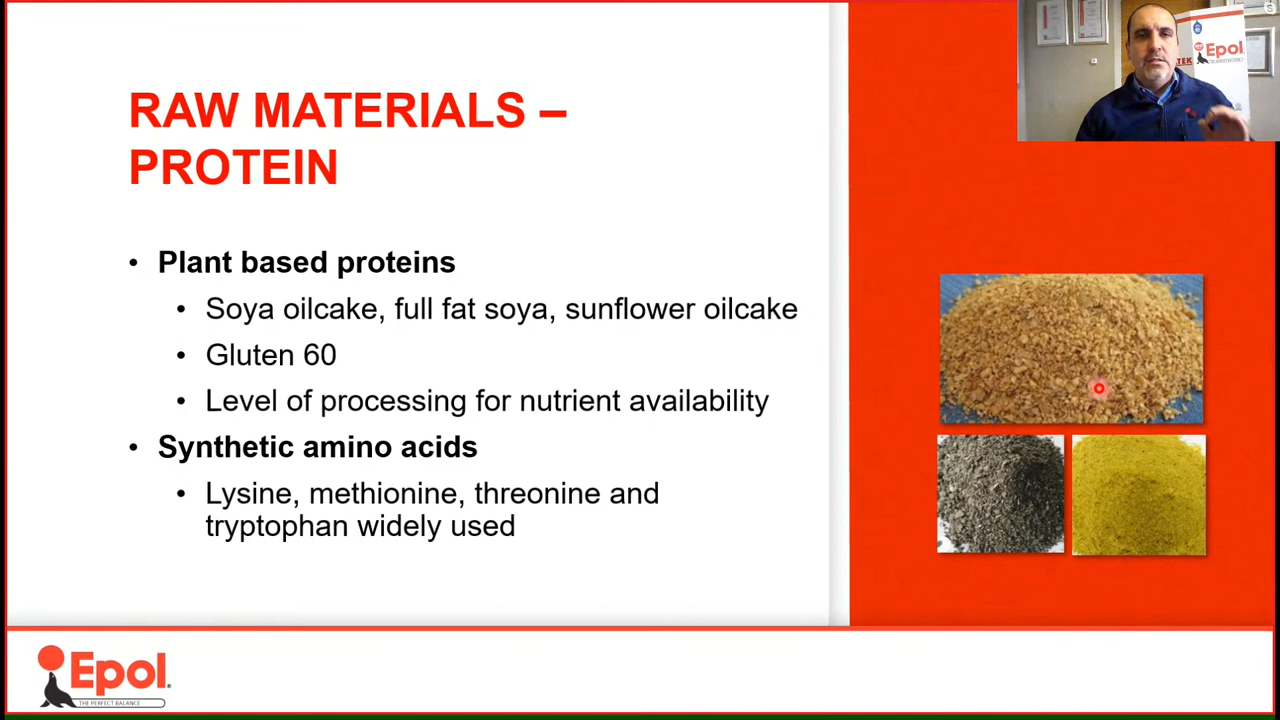 RAW MATERIALS –
PROTEIN
• Plant based proteins
• Soya oilcake, full fat soya, sunflower oilcake
• Gluten 60
• Level of processing for nutrient availability
• Synthetic amino acids
• Lysine, methionine, threonine and
tryptophan widely used
Epol
THE PERFECT BALANCE
Epol